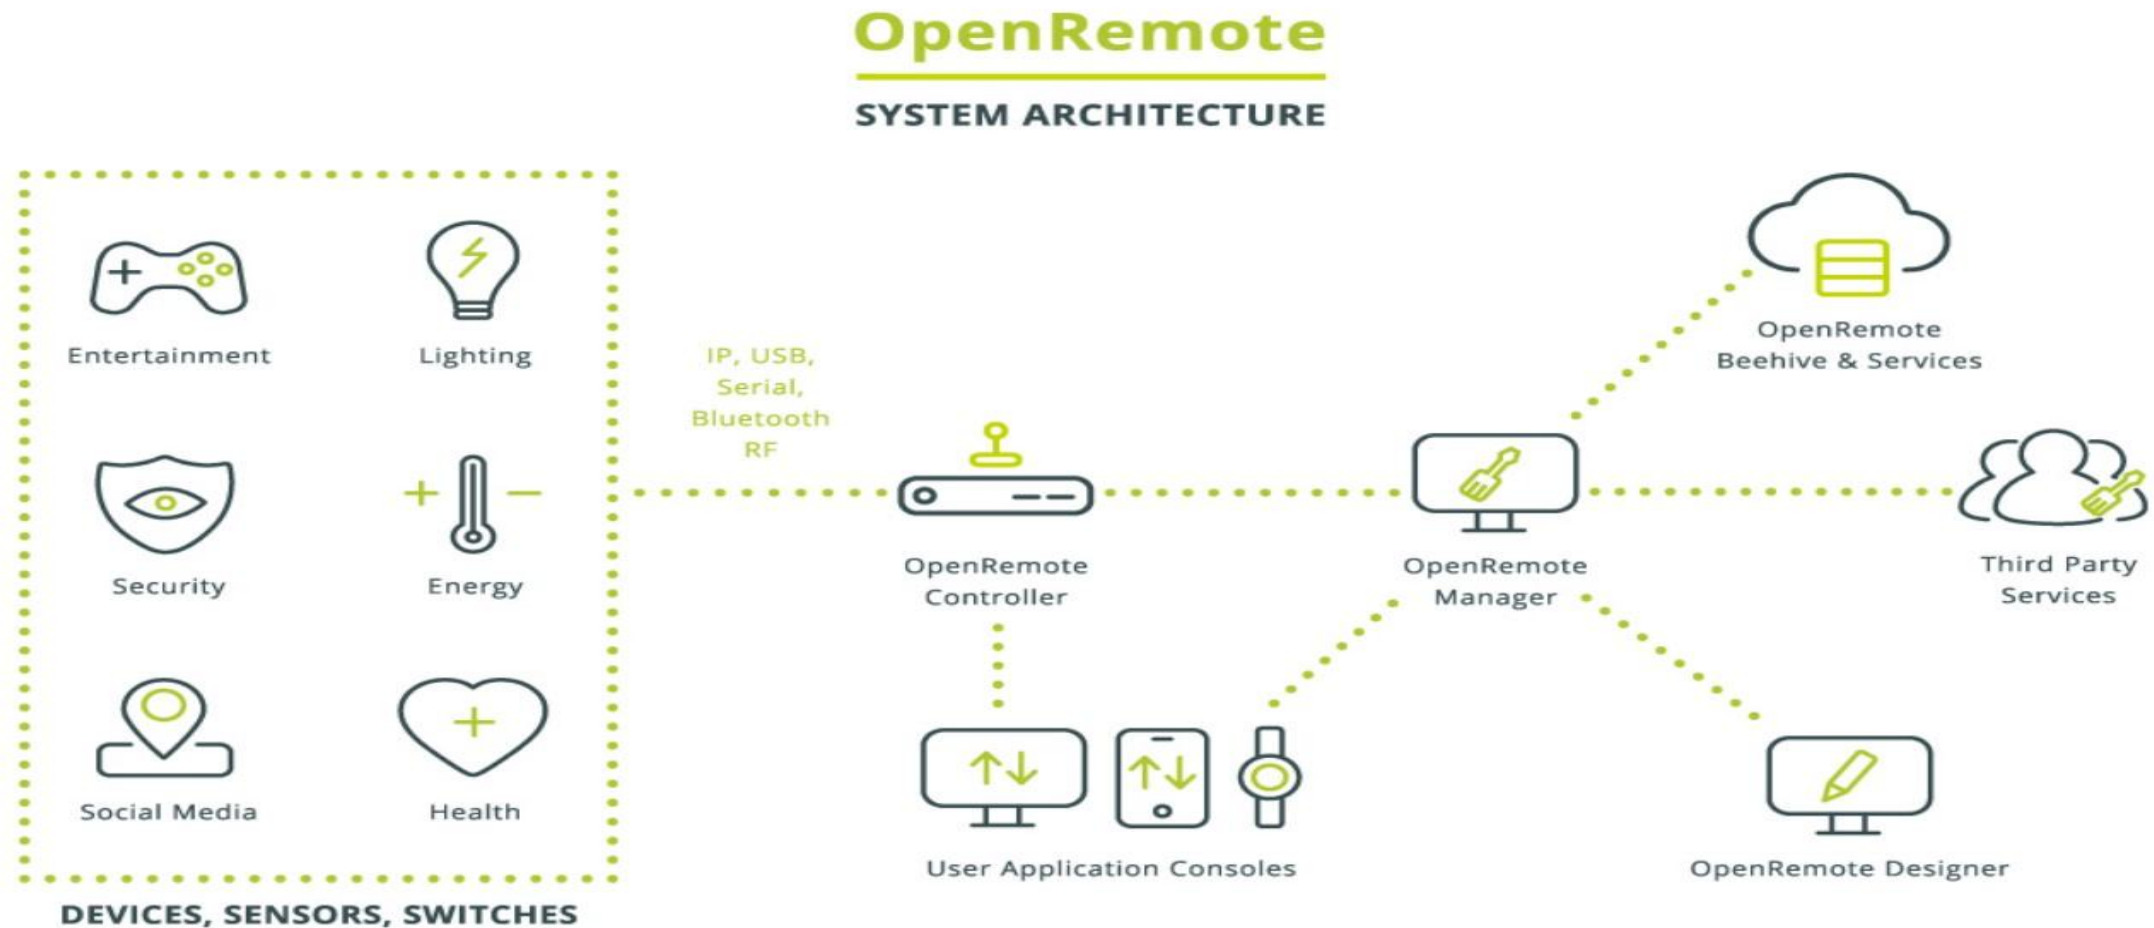 OpenRemote
SYSTEM ARCHITECTURE
Entertainment
Lighting
Security
Energy
Social Media
Health
DEVICES, SENSORS, SWITCHES
IP, USB,
Serial,
Bluetooth
RF
OpenRemote
Controller
OpenRemote
Manager
OpenRemote
Beehive & Services
Third Party
Services
User Application Consoles
OpenRemote Designer